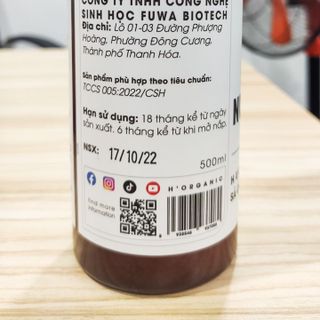 CÔNG TY TNHH CÔNG NGHỆ
SINH HỌC FUWA BIOTECH
Địa chỉ: Lô 01-03 Đường Phượng
Hoàng, Phường Đông Cương,
Thành phố Thanh Hóa.
Sản phẩm phù hợp theo tiêu chuẩn:
TCCS 005:2022/CSH
Hạn sử dụng: 18 tháng kể từ ngày
sản xuất. 6 tháng kể từ khi mở nắp.
NSX: 17/10/22
500ml
H'ORGANIC
find more
information